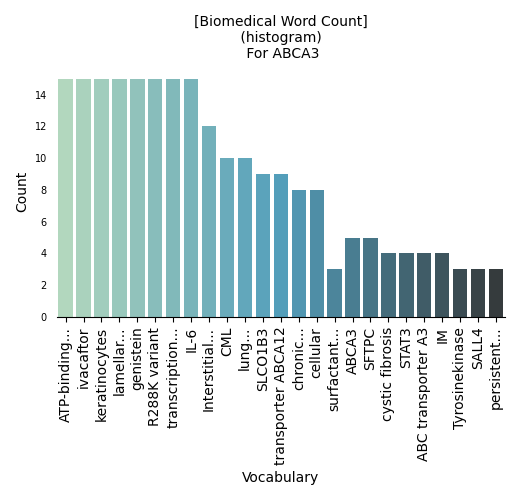 [Biomedical Word Count]
(histogram)
For ABCA3
Count
14
12
10
8
6
4
2
0
ATP-binding...
ivacaftor
keratinocytes
lamellar...
genistein
R288K variant
transcription...
IL-6
Interstitial...
CML
lung...
SLCO1B3
transporter ABCA12
chronic...
cellular
surfactant...
ABCA3
SFTPC
cystic fibrosis
STAT3
ABC transporter A3
IM
Tyrosinekinase
SALL4
persistent...
Vocabulary